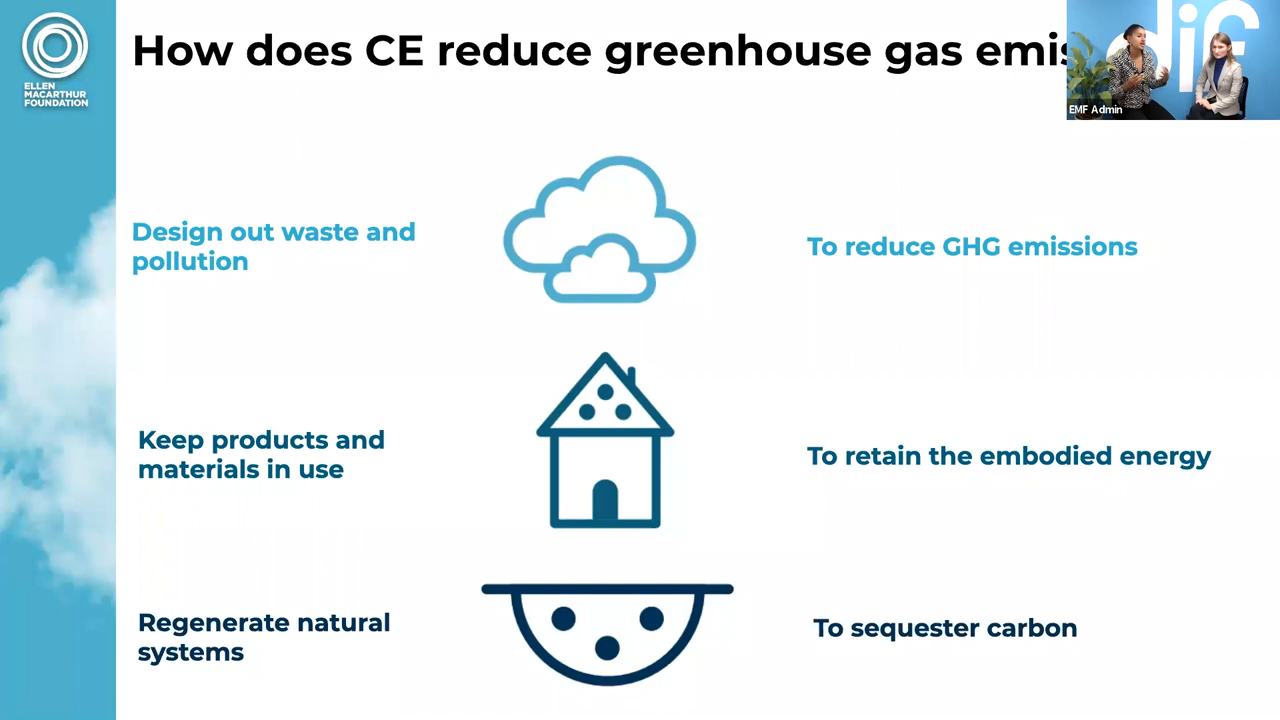 ELLEN
MACARTHUR
FOUNDATION
How does CE reduce greenhouse gas
dif
EMF Admin
Design out waste and
pollution
To reduce GHG emissions
Keep products and
materials in use
To retain the embodied energy
Regenerate natural
systems
To sequester carbon